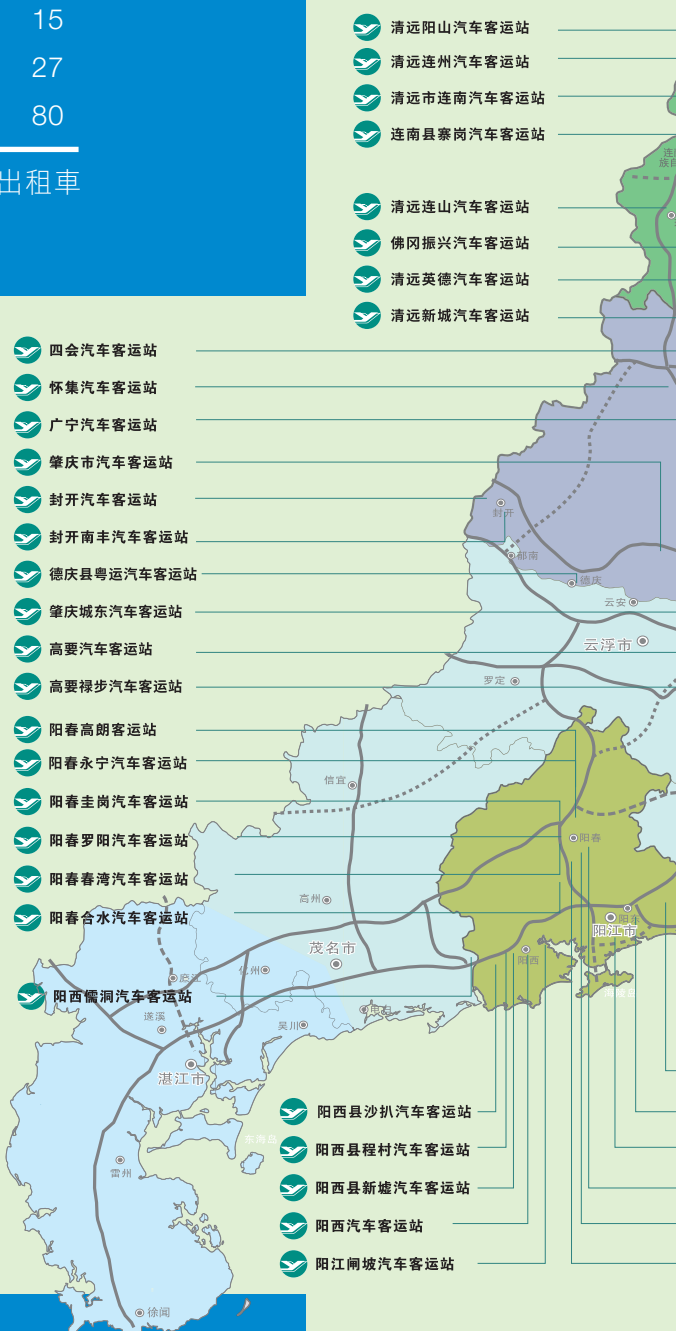 15
27
80
出租車
清远阳山汽车客运站
清远连州汽车客运站
清远市连南汽车客运站
连南县寨岗汽车客运站
清远连山汽车客运站
佛冈振兴汽车客运站
清远英德汽车客运站
清远新城汽车客运站
四会汽车客运站
怀集汽车客运站
广宁汽车客运站
肇庆市汽车客运站
封开汽车客运站
封开南丰汽车客运站
德庆县粤运汽车客运站
肇庆城东汽车客运站
高要汽车客运站
高要禄步汽车客运站
阳春高朗客运站
阳春永宁汽车客运站
阳春圭岗汽车客运站
阳春罗阳汽车客运站
阳春春湾汽车客运站
阳春合水汽车客运站
阳西儒洞汽车客运站
阳西县沙扒汽车客运站
阳西县程村汽车客运站
阳西县新墟汽车客运站
阳西汽车客运站
阳江闸坡汽车客运站
封开
郁南
德庆
云安
云浮市
罗定
信宜
阳春
高州
阳东
阳江市
茂名市
阳西
海陵岛
廉江
化州
电白
遂溪
吴川
湛江市
东海岛
雷州
徐闻